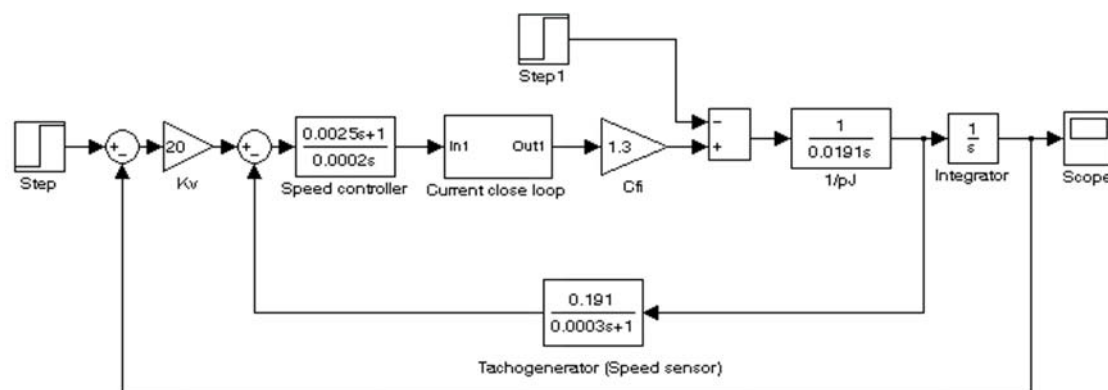 Step1
Step
20
Kv
0.0025s+1
0.0002s
Speed controller
In1 Out1
Current close loop
1.3
Cfi
1
0.0191s
1/pJ
1
s
Integrator
Scope
0.191
0.0003s+1
Tachogenerator (Speed sensor)